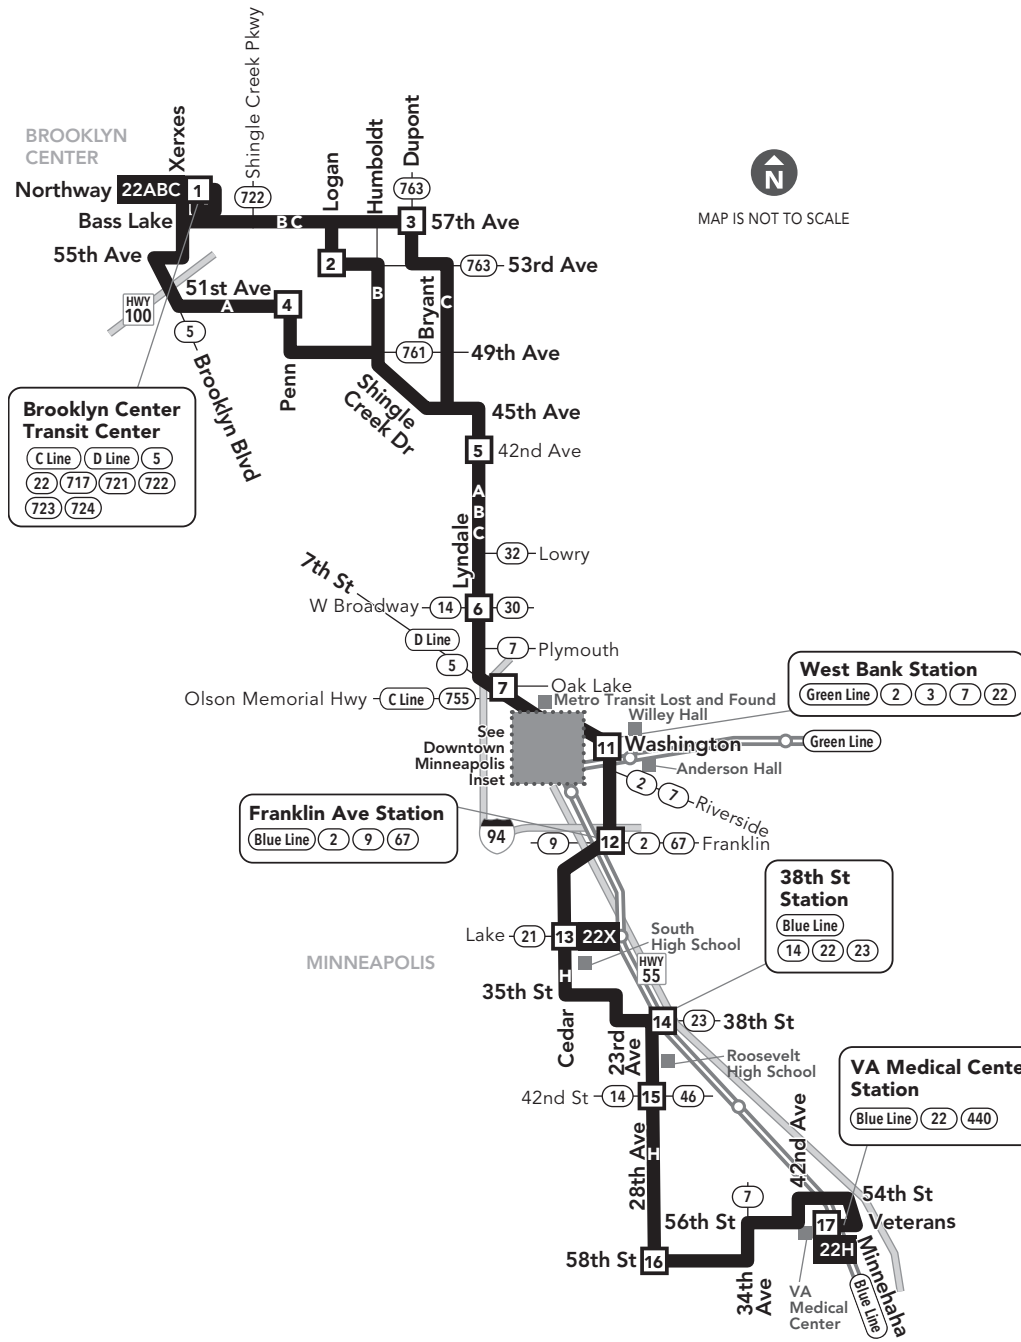 Shingle Creek Pkwy
Xerxes
BROOKLYN
CENTER
Logan
Humboldt
Dupont
Northway
22ABC
1
722
763
N
MAP IS NOT TO SCALE
Bass Lake
B C
3
57th Ave
55th Ave
2
763
53rd Ave
51st Ave
HWY
100
A
4
B
C
Bryant
5
761
49th Ave
Brooklyn Blvd
Penn
Shingle
Creek Dr
45th Ave
Brooklyn Center
Transit Center
C Line
D Line
5
22
717
721
722
723
724
5
42nd Ave
A
B
C
Lyndale
32
Lowry
7th St
W Broadway
14
6
30
D Line
7
Plymouth
5
7
Oak Lake
Olson Memorial Hwy
C Line
755
Metro Transit Lost and Found
Willey Hall
West Bank Station
Green Line
2
3
7
22
See
Downtown
Minneapolis
Inset
11
Washington
Green Line
Anderson Hall
2
7
Riverside
Franklin Ave Station
Blue Line
2
9
67
94
9
12
2
67
Franklin
38th St
Station
Blue Line
14
22
23
Lake
21
13
22X
South
High School
MINNEAPOLIS
HWY
55
H
35th St
Cedar
23rd
Ave
14
23
38th St
Roosevelt
High School
42nd St
14
15
46
VA Medical Cente
Station
Blue Line
22
440
28th Ave
H
42nd Ave
7
54th St
56th St
17
Veterans
22H
58th St
16
34th
Ave
VA
Medical
Center
Minnehaha
Blue Line